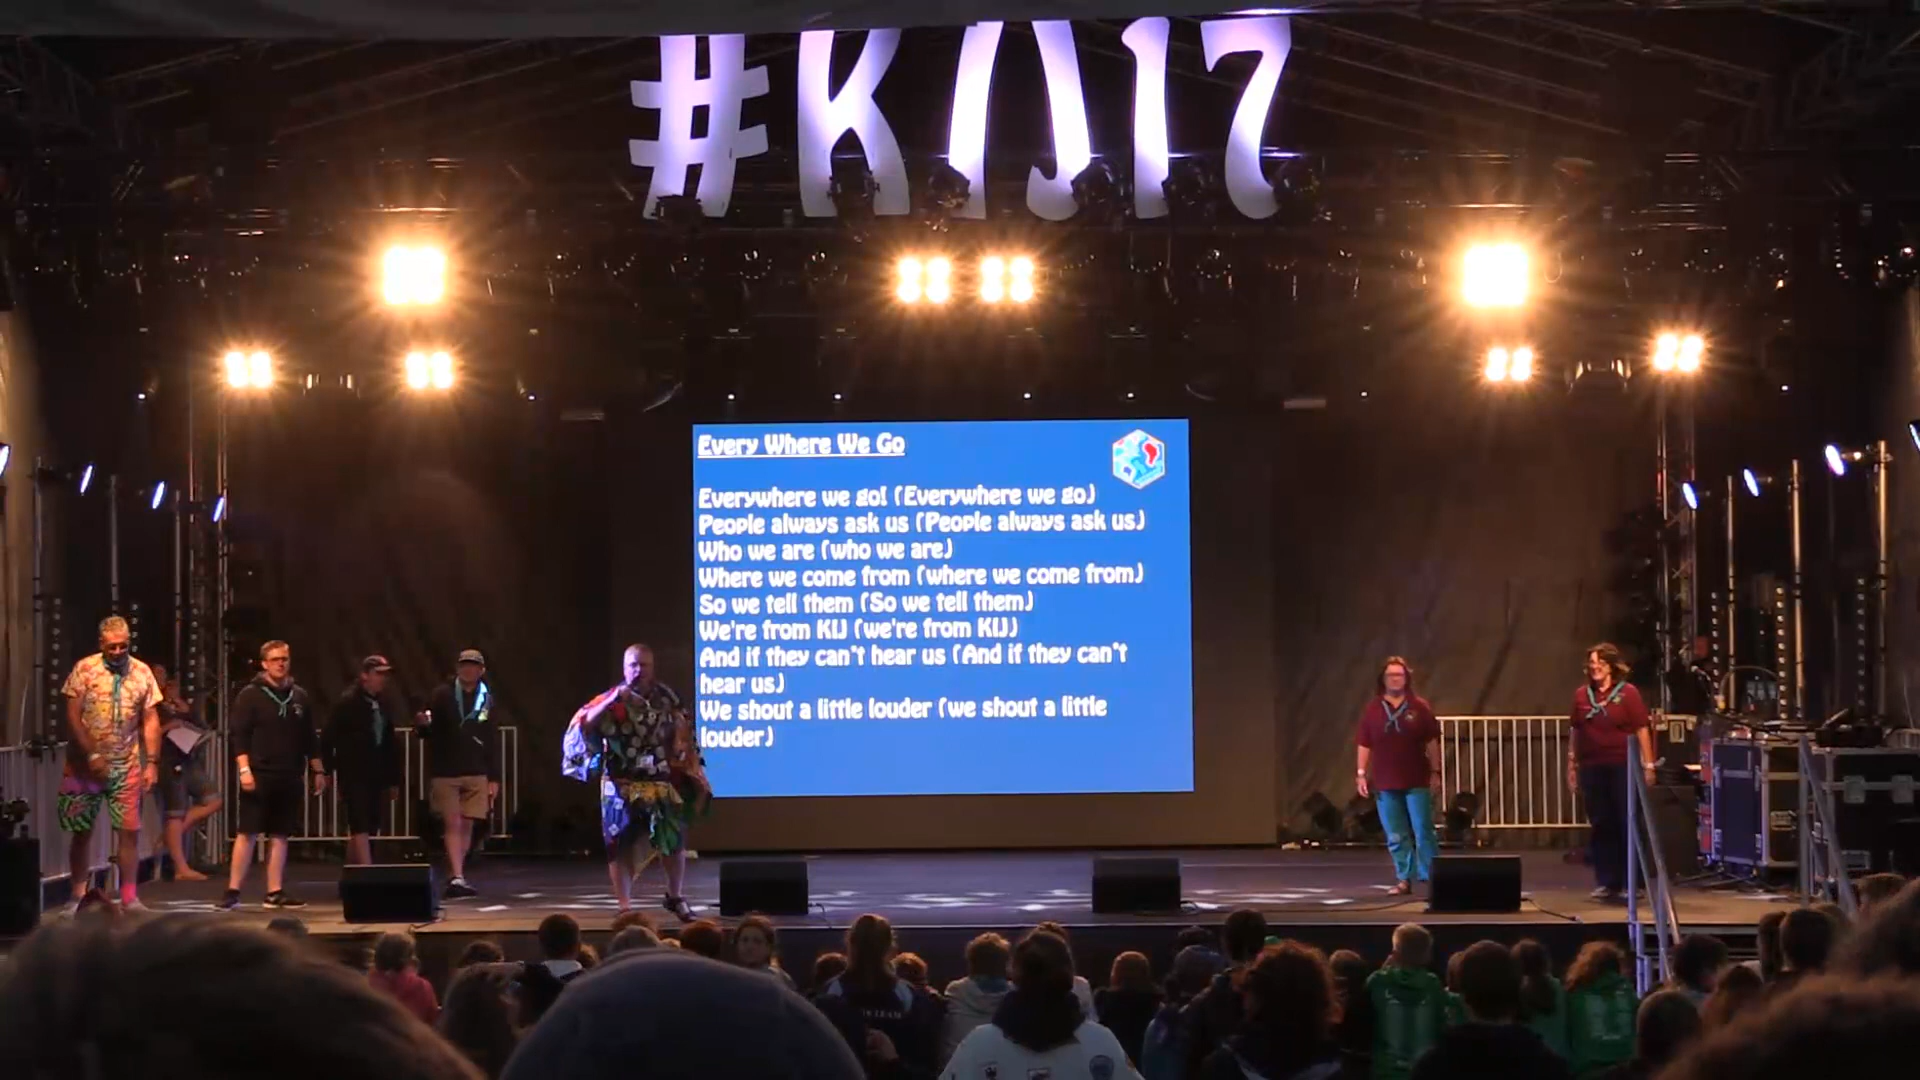 #KIJ17
Every Where We Go
Everywhere we go! (Everywhere we go)
People always ask us (People always ask us)
Who we are (who we are)
Where we come from (where we come from)
So we tell them (So we tell them)
We're from KIJ (we're from KIJ)
And if they can't hear us (And if they can't
hear us)
We shout a little louder (we shout a little
louder)
TEAM